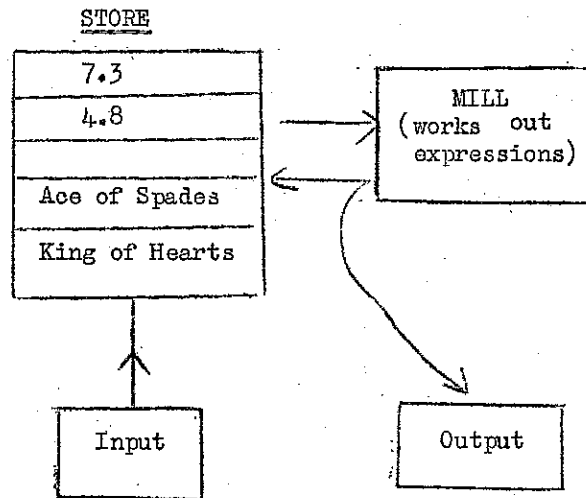 STORE
7.3
4.8
Ace of Spades
King of Hearts
MILL
(works out
expressions)
Input
Output